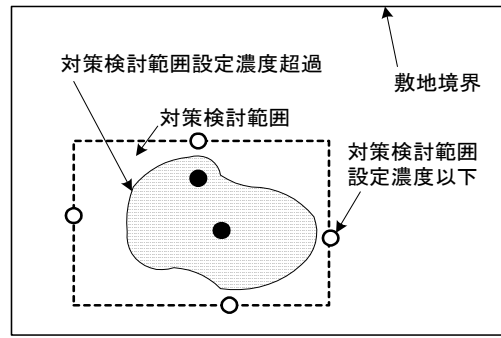 対策検討範囲設定濃度超過
敷地境界
対策検討範囲
対策検討範囲
設定濃度以下